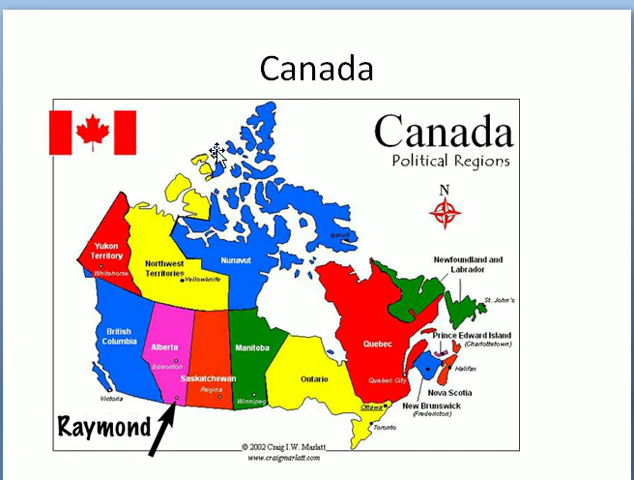 Canada
Canada
Political Regions
N
Iqaluit
Yukon
Territory
Whitehorse
Northwest
Territories
Yellowknife
Nunavut
Newfoundland and
Labrador
St. John's
British
Columbia
Alberta
Edmonton
Saskatchewan
Regina
Manitoba
Winnipeg
Ontario
Quebec
Quebec City
Prince Edward Island
(Charlottetown)
Halifax
Nova Scotia
New Brunswick
(Fredericton)
Victoria
Ottawa
Toronto
Raymond
© 2002 Craig I.W. Marlatt
www.craigmarlatt.com